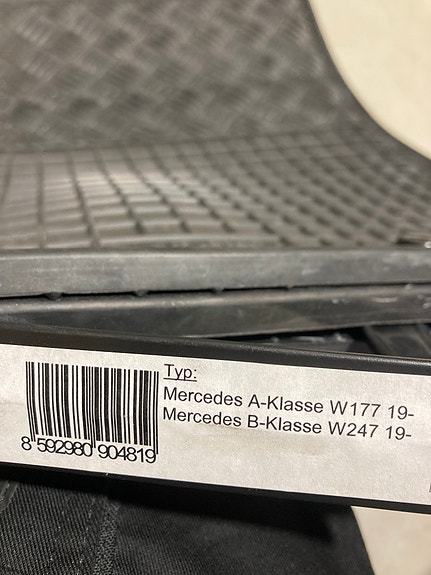 Typ:
Mercedes A-Klasse W177 19-
Mercedes B-Klasse W247 19-
8 592980 904819